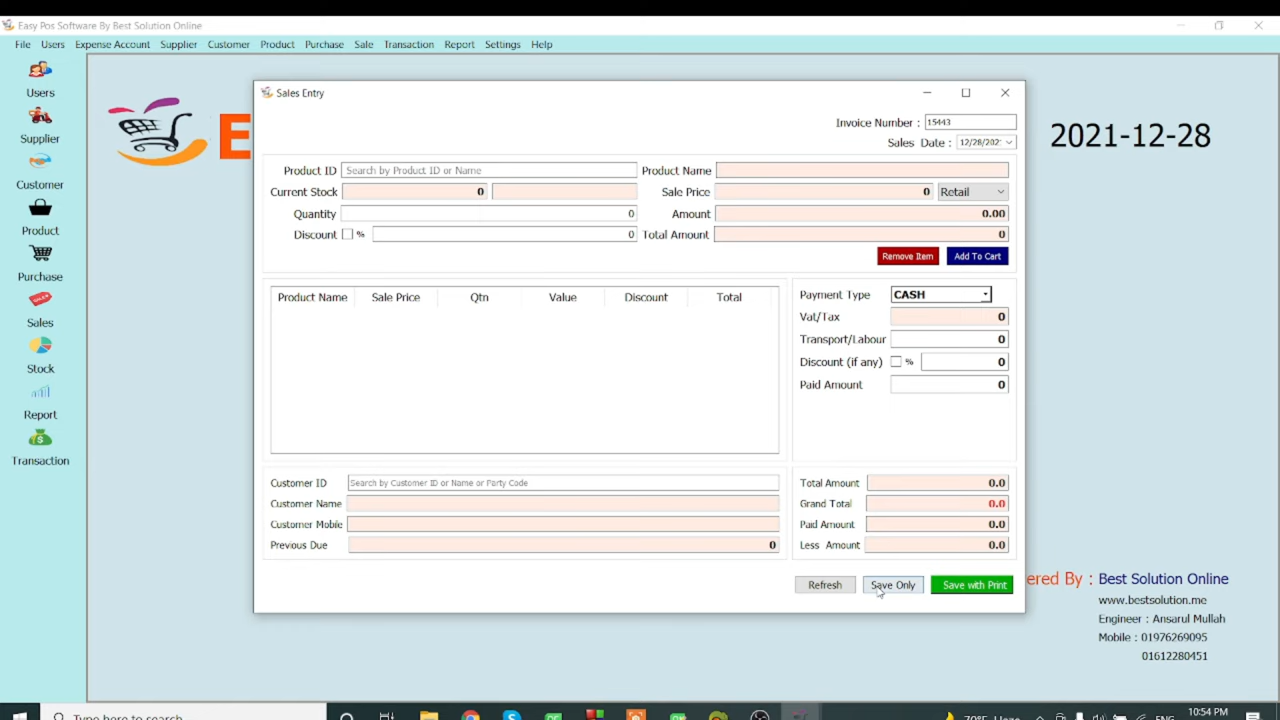 Easy Pos Software By Best Solution Online
File Users Expense Account Supplier Customer Product Purchase Sale Transaction Report Settings Help
Users
Supplier
Customer
Product
Purchase
Sales
Stock
Report
Transaction
E
2021-12-28
Sales Entry
Invoice Number : 15443
Sales Date : 12/28/202
Product ID Search by Product ID or Name Product Name
Current Stock 0 Sale Price 0 Retail
Quantity 0 Amount 0.00
Discount % 0 Total Amount 0
Remove Item Add To Cart
Product Name Sale Price Qtn Value Discount Total
Payment Type CASH
Vat/Tax 0
Transport/Labour 0
Discount (if any) % 0
Paid Amount 0
Customer ID Search by Customer ID or Name or Party Code
Customer Name
Customer Mobile
Previous Due 0
Total Amount 0.0
Grand Total 0.0
Paid Amount 0.0
Less Amount 0.0
Refresh Save Only Save with Print
ered By : Best Solution Online
www.bestsolution.me
Engineer : Ansarul Mullah
Mobile : 01976269095
01612280451
Type here to search
70°F Haze
ENG
10:54 PM